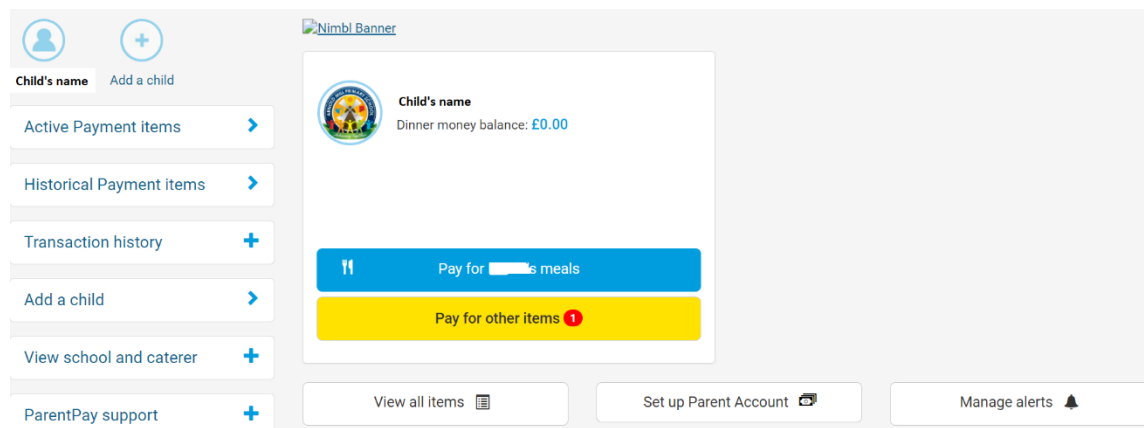 Child's name
Add a child
Active Payment items
Historical Payment items
Transaction history
Add a child
View school and caterer
ParentPay support
Nimbl Banner
Child's name
Dinner money balance: £0.00
Pay for s meals
Pay for other items 1
View all items
Set up Parent Account
Manage alerts